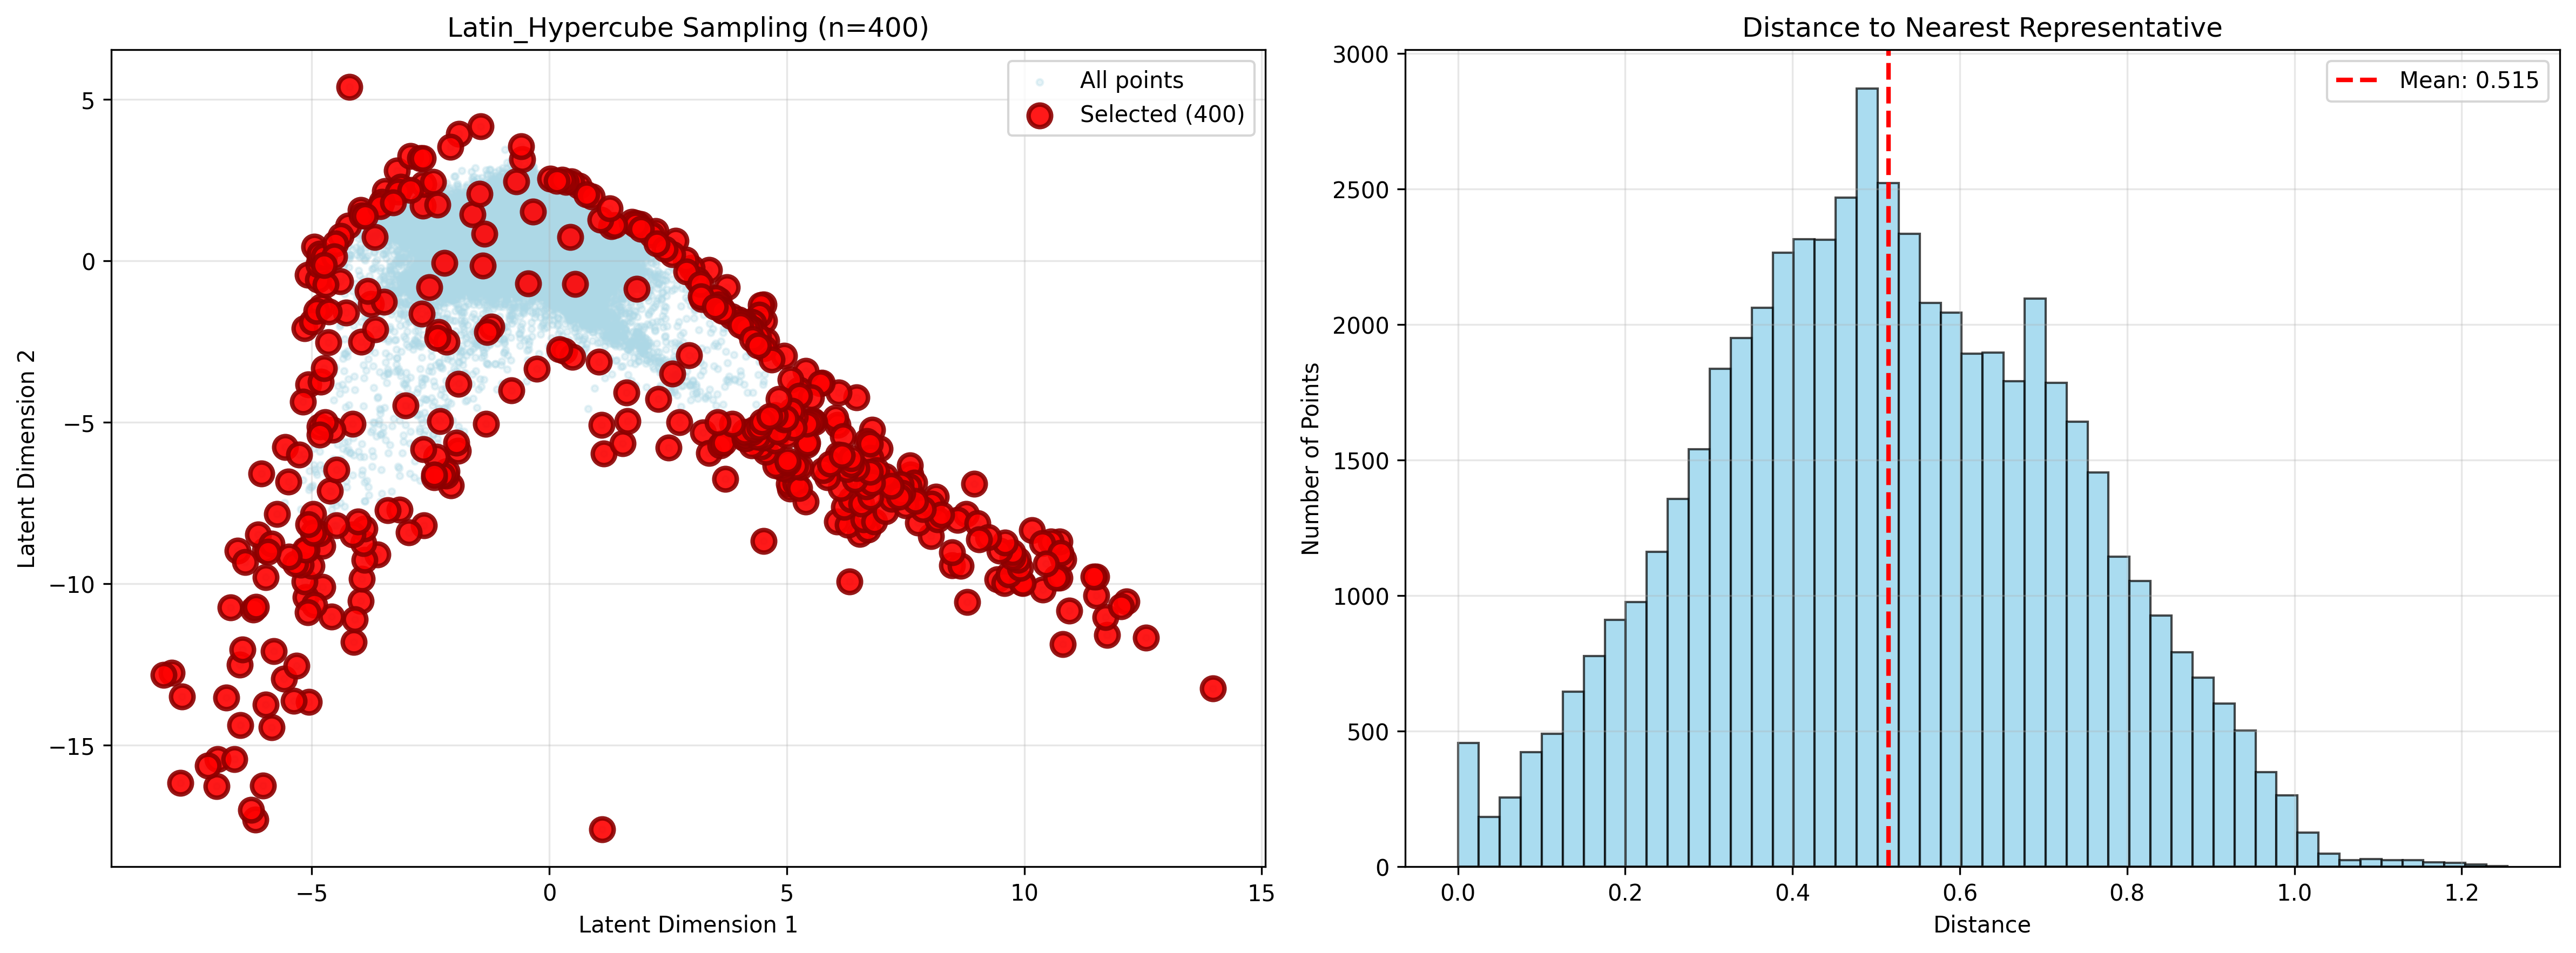 Latin_Hypercube Sampling (n=400)
All points
Selected (400)
5
0
−5
−10
−15
Latent Dimension 2
−5
0
5
10
15
Latent Dimension 1
Distance to Nearest Representative
Mean: 0.515
3000
2500
2000
1500
1000
500
0
Number of Points
0.0
0.2
0.4
0.6
0.8
1.0
1.2
Distance